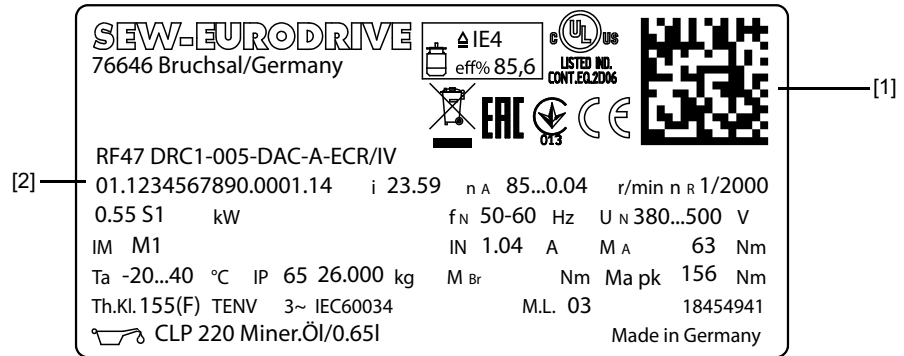 SEW-EURODRIVE
76646 Bruchsal/Germany
IE4
eff% 85,6
c UL US
LISTED IND.
CONT.EQ.2D06
[1]
EAC 013 CE
RF47 DRC1-005-DAC-A-ECR/IV
[2] 01.1234567890.0001.14 i 23.59 n A 85...0.04 r/min n R 1/2000
0.55 S1 kW f N 50-60 Hz U N 380...500 V
IM M1 IN 1.04 A M A 63 Nm
Ta -20...40 °C IP 65 26.000 kg M Br Nm Ma pk 156 Nm
Th.Kl. 155(F) TENV 3~ IEC60034 M.L. 03 18454941
CLP 220 Miner.Öl/0.65l Made in Germany